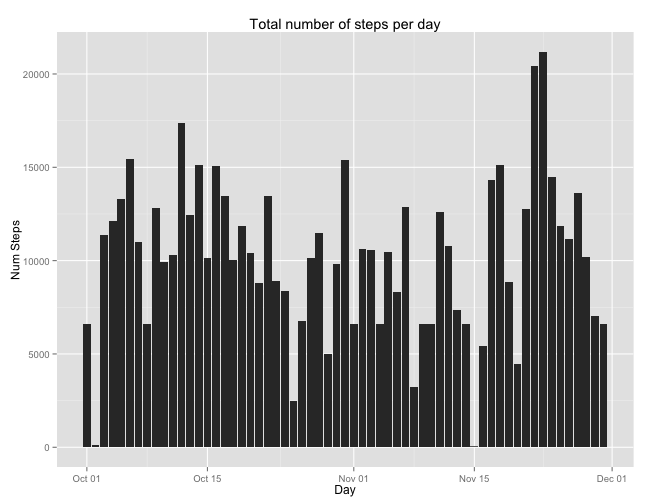 Total number of steps per day
Num Steps
20000
15000
10000
5000
0
Oct 01 Oct 15 Nov 01 Nov 15 Dec 01
Day